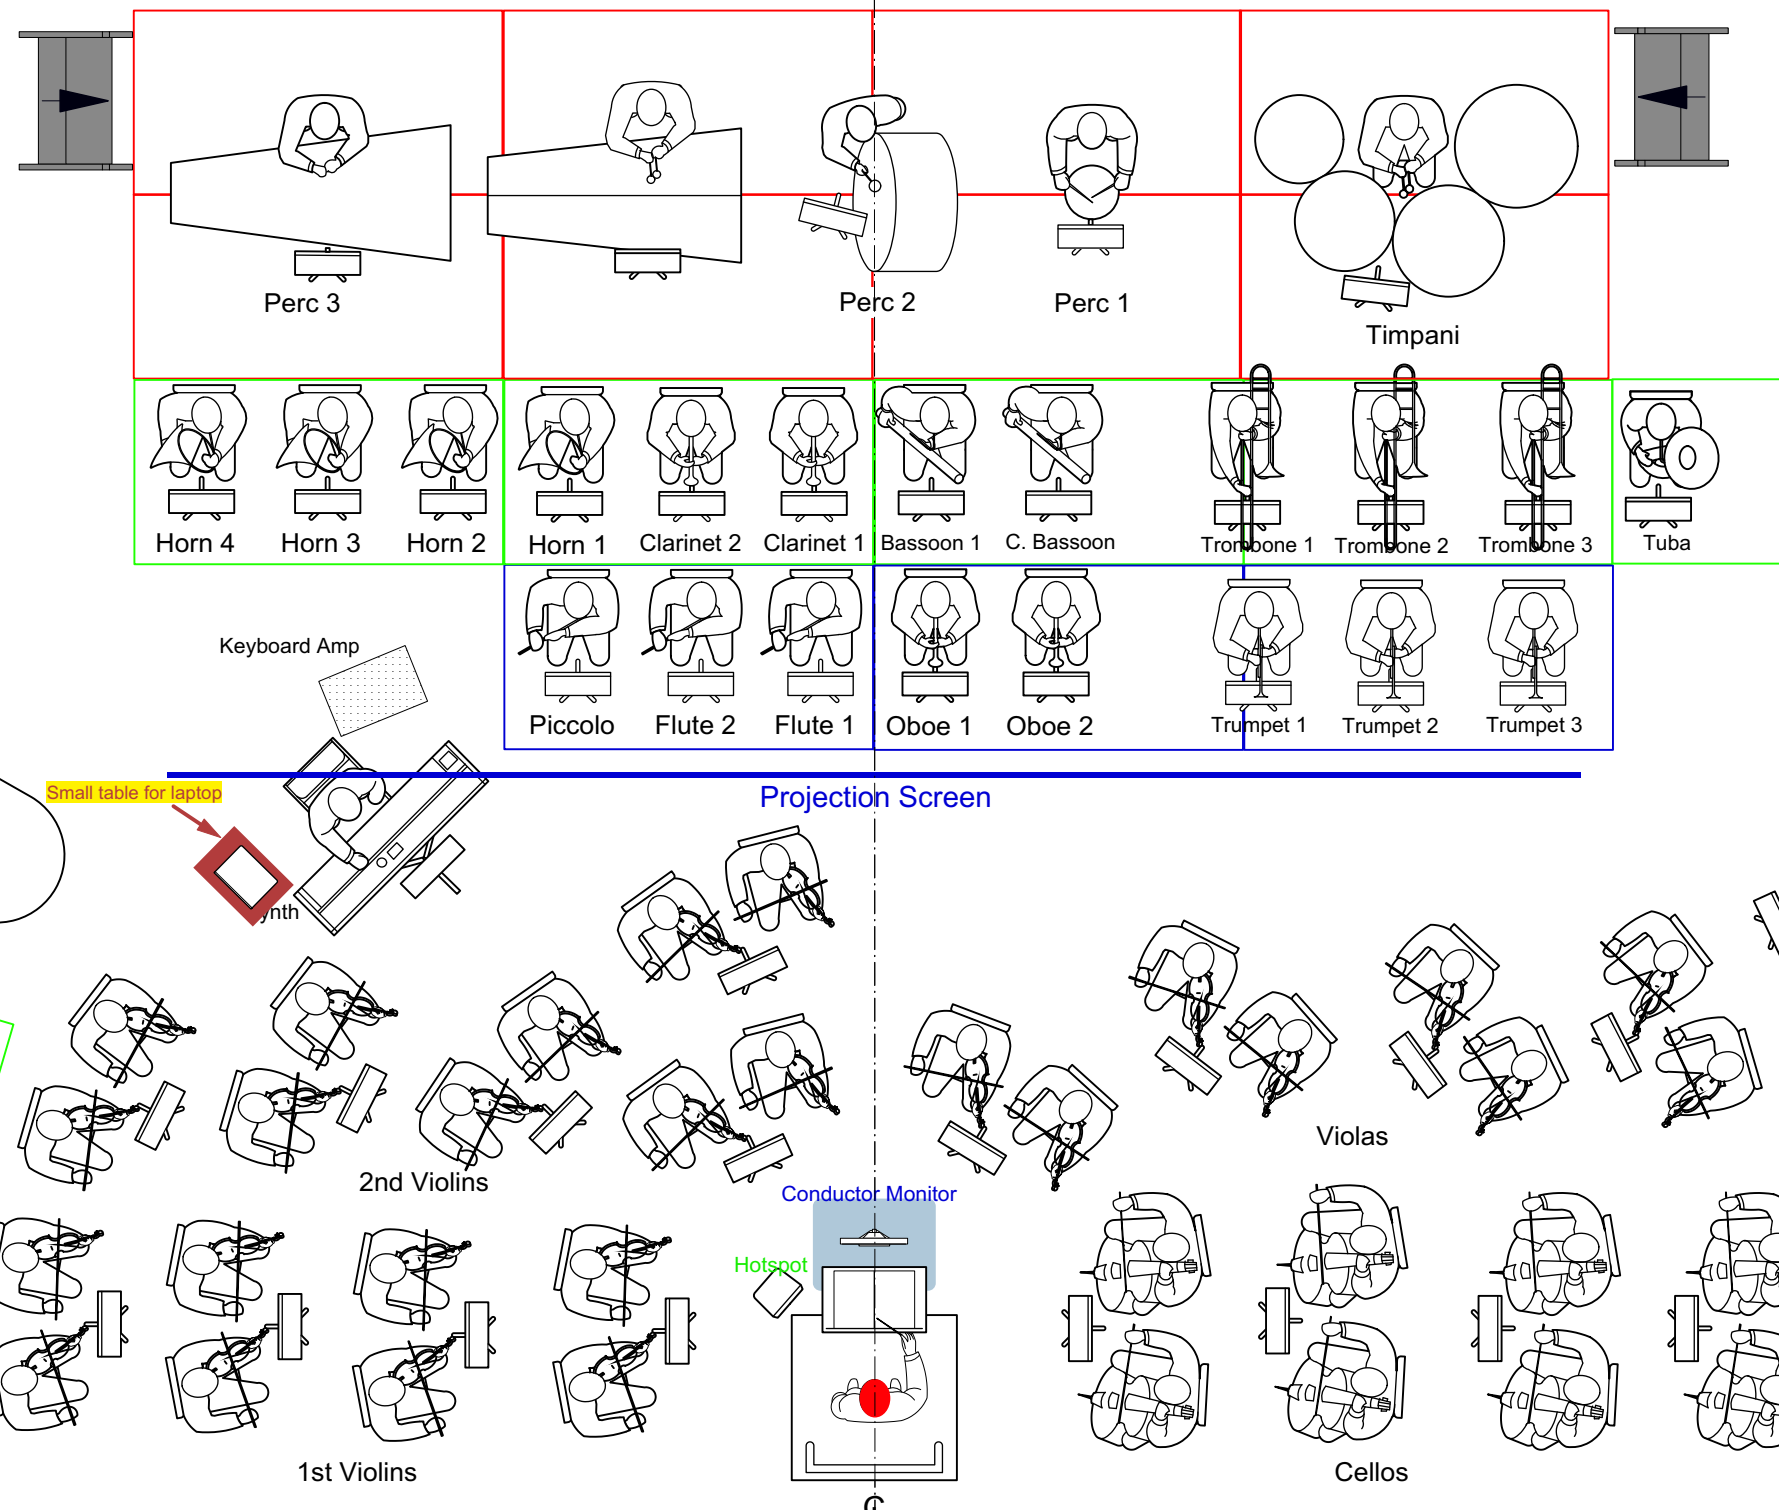 Perc 3
Perc 2
Perc 1
Timpani
Horn 4
Horn 3
Horn 2
Horn 1
Clarinet 2
Clarinet 1
Bassoon 1
C. Bassoon
Trombone 1
Trombone 2
Trombone 3
Tuba
Piccolo
Flute 2
Flute 1
Oboe 1
Oboe 2
Trumpet 1
Trumpet 2
Trumpet 3
Keyboard Amp
Small table for laptop
Projection Screen
ynth
Violas
2nd Violins
Conductor Monitor
Hotspot
1st Violins
Cellos